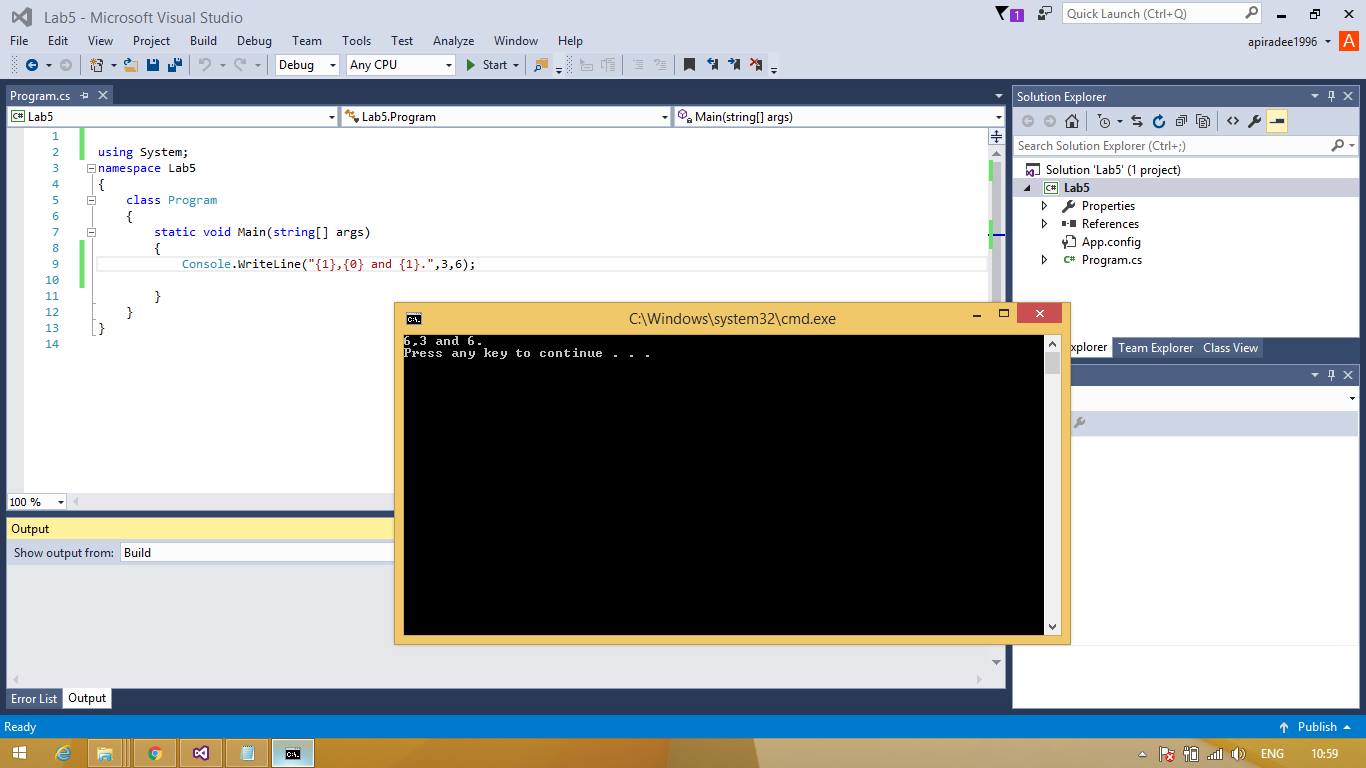 Lab5 - Microsoft Visual Studio
1
Quick Launch (Ctrl+Q)
File Edit View Project Build Debug Team Tools Test Analyze Window Help
apiradee1996
A
Debug Any CPU Start
Program.cs
C# Lab5 Lab5.Program Main(string[] args)
1
2 using System;
3 namespace Lab5
4 {
5 class Program
6 {
7 static void Main(string[] args)
8 {
9 Console.WriteLine("{1},{0} and {1}.",3,6);
10
11 }
12 }
13 }
14
100 %
Output
Show output from: Build
Error List Output
Solution Explorer
Search Solution Explorer (Ctrl+;)
Solution 'Lab5' (1 project)
C# Lab5
Properties
References
App.config
C# Program.cs
xplorer Team Explorer Class View
C:\Windows\system32\cmd.exe
6,3 and 6.
Press any key to continue . . .
Ready
Publish
ENG 10:59